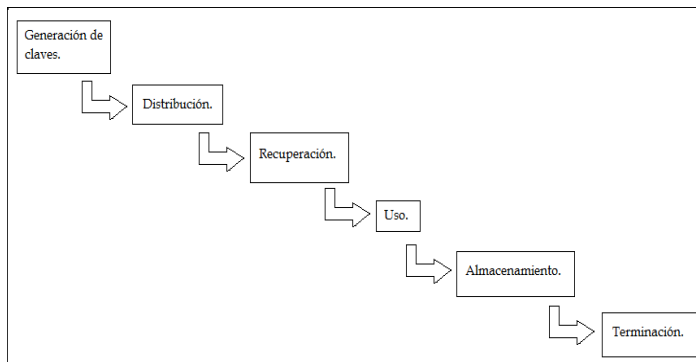 Generación de
claves.
Distribución.
Recuperación.
Uso.
Almacenamiento.
Terminación.